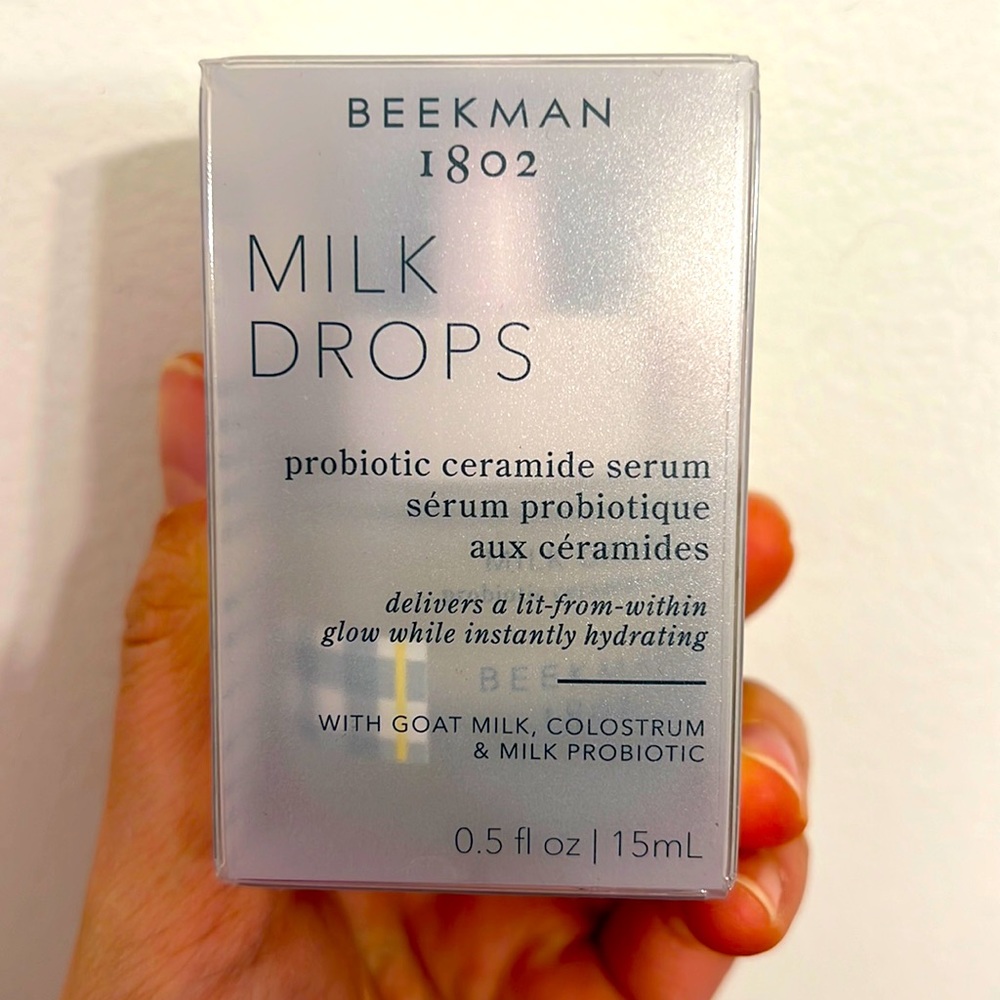 BEEKMAN
1802
MILK
DROPS
probiotic ceramide serum
sérum probiotique
aux céramides
delivers a lit-from-within
glow while instantly hydrating
WITH GOAT MILK, COLOSTRUM
& MILK PROBIOTIC
0.5 fl oz | 15mL